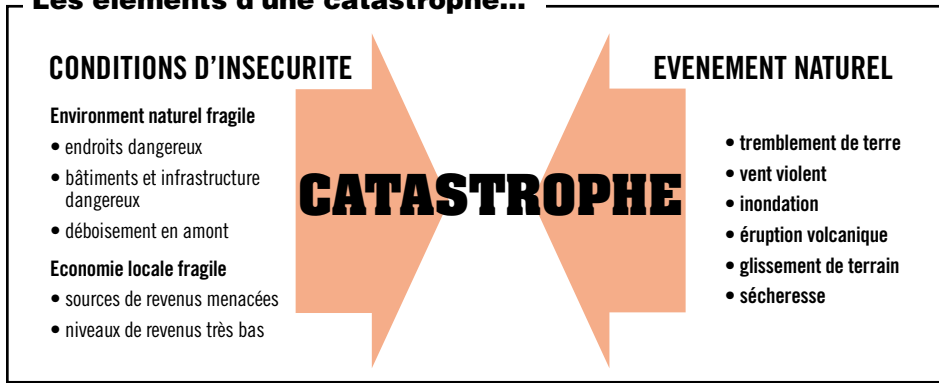 Les éléments d'une catastrophe...
CONDITIONS D'INSECURITE
Environment naturel fragile
• endroits dangereux
• bâtiments et infrastructure
dangereux
• déboisement en amont
Economie locale fragile
• sources de revenus menacées
• niveaux de revenus très bas
CATASTROPHE
EVENEMENT NATUREL
• tremblement de terre
• vent violent
• inondation
• éruption volcanique
• glissement de terrain
• sécheresse